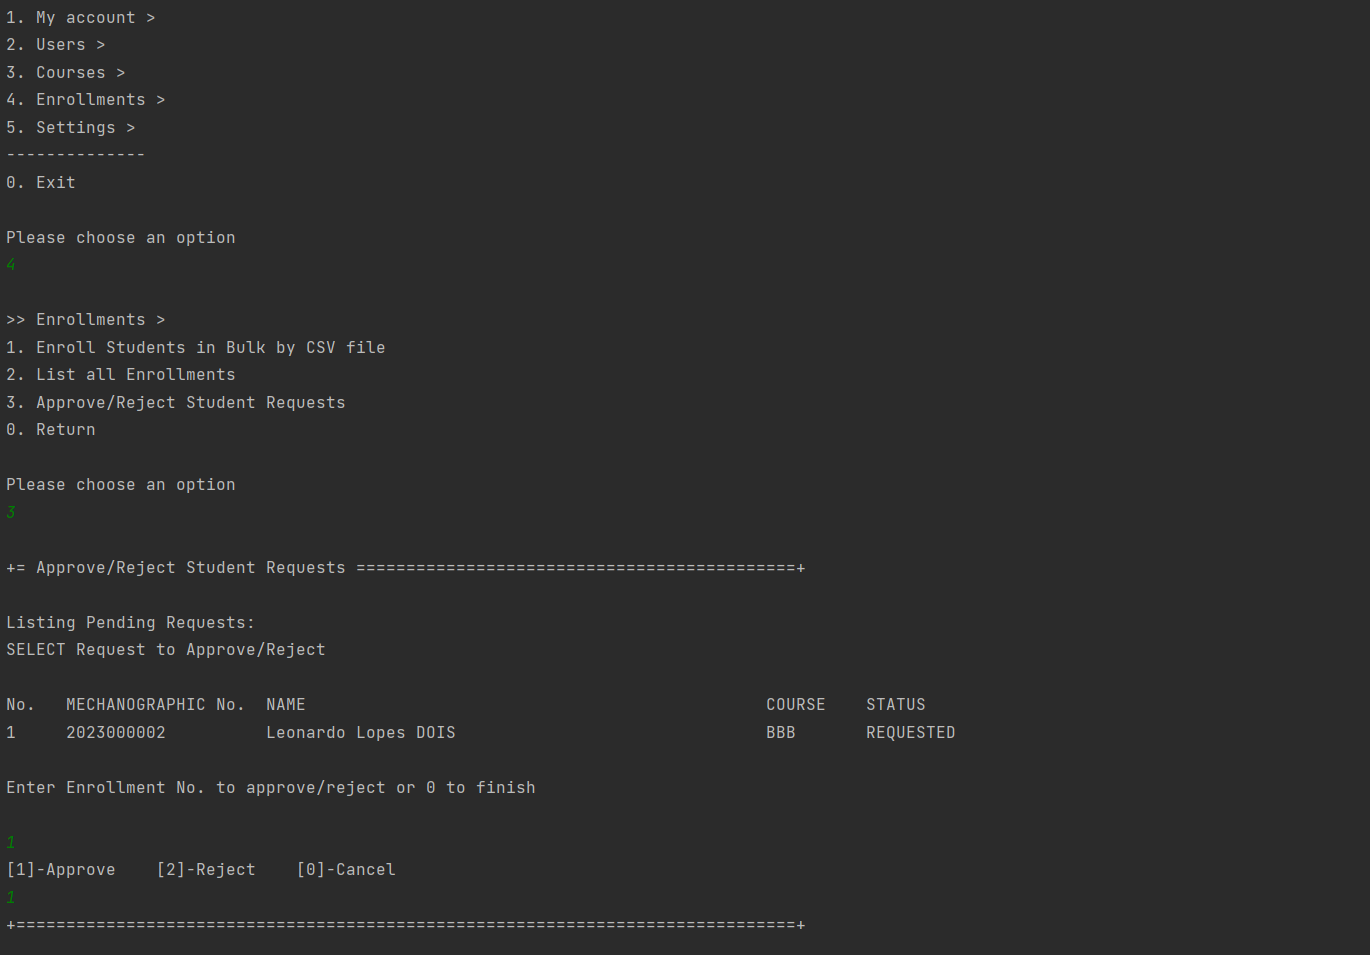 1. My account >
2. Users >
3. Courses >
4. Enrollments >
5. Settings >
--------------
0. Exit
Please choose an option
4
>> Enrollments >
1. Enroll Students in Bulk by CSV file
2. List all Enrollments
3. Approve/Reject Student Requests
0. Return
Please choose an option
3
+= Approve/Reject Student Requests ============================================+
Listing Pending Requests:
SELECT Request to Approve/Reject
No.   MECHANOGRAPHIC No.  NAME                                              COURSE    STATUS
1     2023000002          Leonardo Lopes DOIS                               BBB       REQUESTED
Enter Enrollment No. to approve/reject or 0 to finish
1
[1]-Approve    [2]-Reject    [0]-Cancel
1
+==============================================================================+